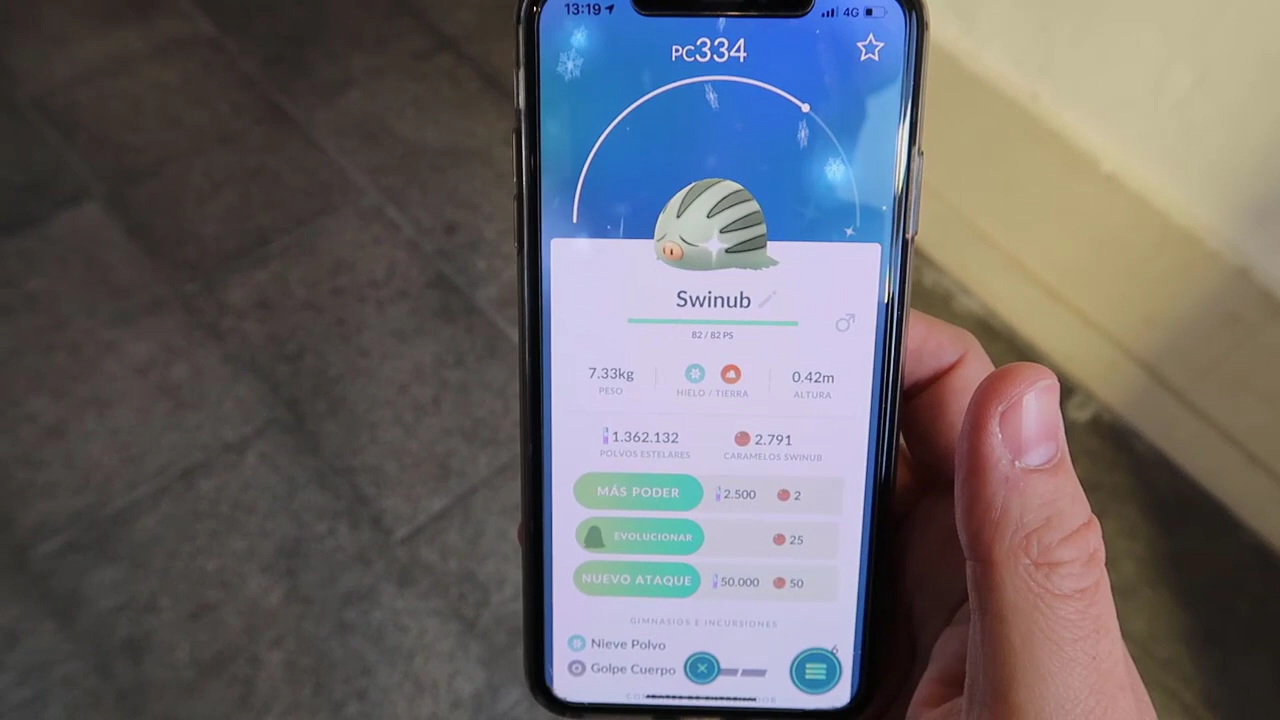 13:19 4G
PC334
Swinub
82 / 82 PS
7.33kg 0.42m
PESO HIELO / TIERRA ALTURA
1.362.132 2.791
POLVOS ESTELARES CARAMELOS SWINUB
MÁS PODER 2.500 2
EVOLUCIONAR 25
NUEVO ATAQUE 50.000 50
GIMNASIOS E INCURSIONES
Nieve Polvo 6
Golpe Cuerpo